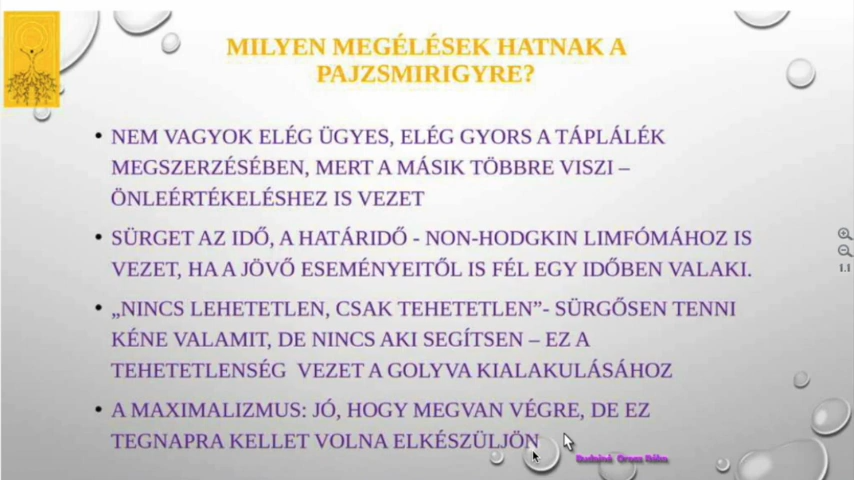 MILYEN MEGÉLÉSEK HATNAK A
PAJZSMIRIGYRE?
• NEM VAGYOK ELÉG ÜGYES, ELÉG GYORS A TÁPLÁLÉK
MEGSZERZÉSÉBEN, MERT A MÁSIK TÖBBRE VISZI –
ÖNLEÉRTÉKELÉSHEZ IS VEZET
• SÜRGET AZ IDŐ, A HATÁRIDŐ - NON-HODGKIN LIMFÓMÁHOZ IS
VEZET, HA A JÖVŐ ESEMÉNYEITŐL IS FÉL EGY IDŐBEN VALAKI.
• „NINCS LEHETETLEN, CSAK TEHETETLEN”- SÜRGŐSEN TENNI
KÉNE VALAMIT, DE NINCS AKI SEGÍTSEN – EZ A
TEHETETLENSÉG VEZET A GOLYVA KIALAKULÁSÁHOZ
• A MAXIMALIZMUS: JÓ, HOGY MEGVAN VÉGRE, DE EZ
TEGNAPRA KELLET VOLNA ELKÉSZÜLJÖN
1:1